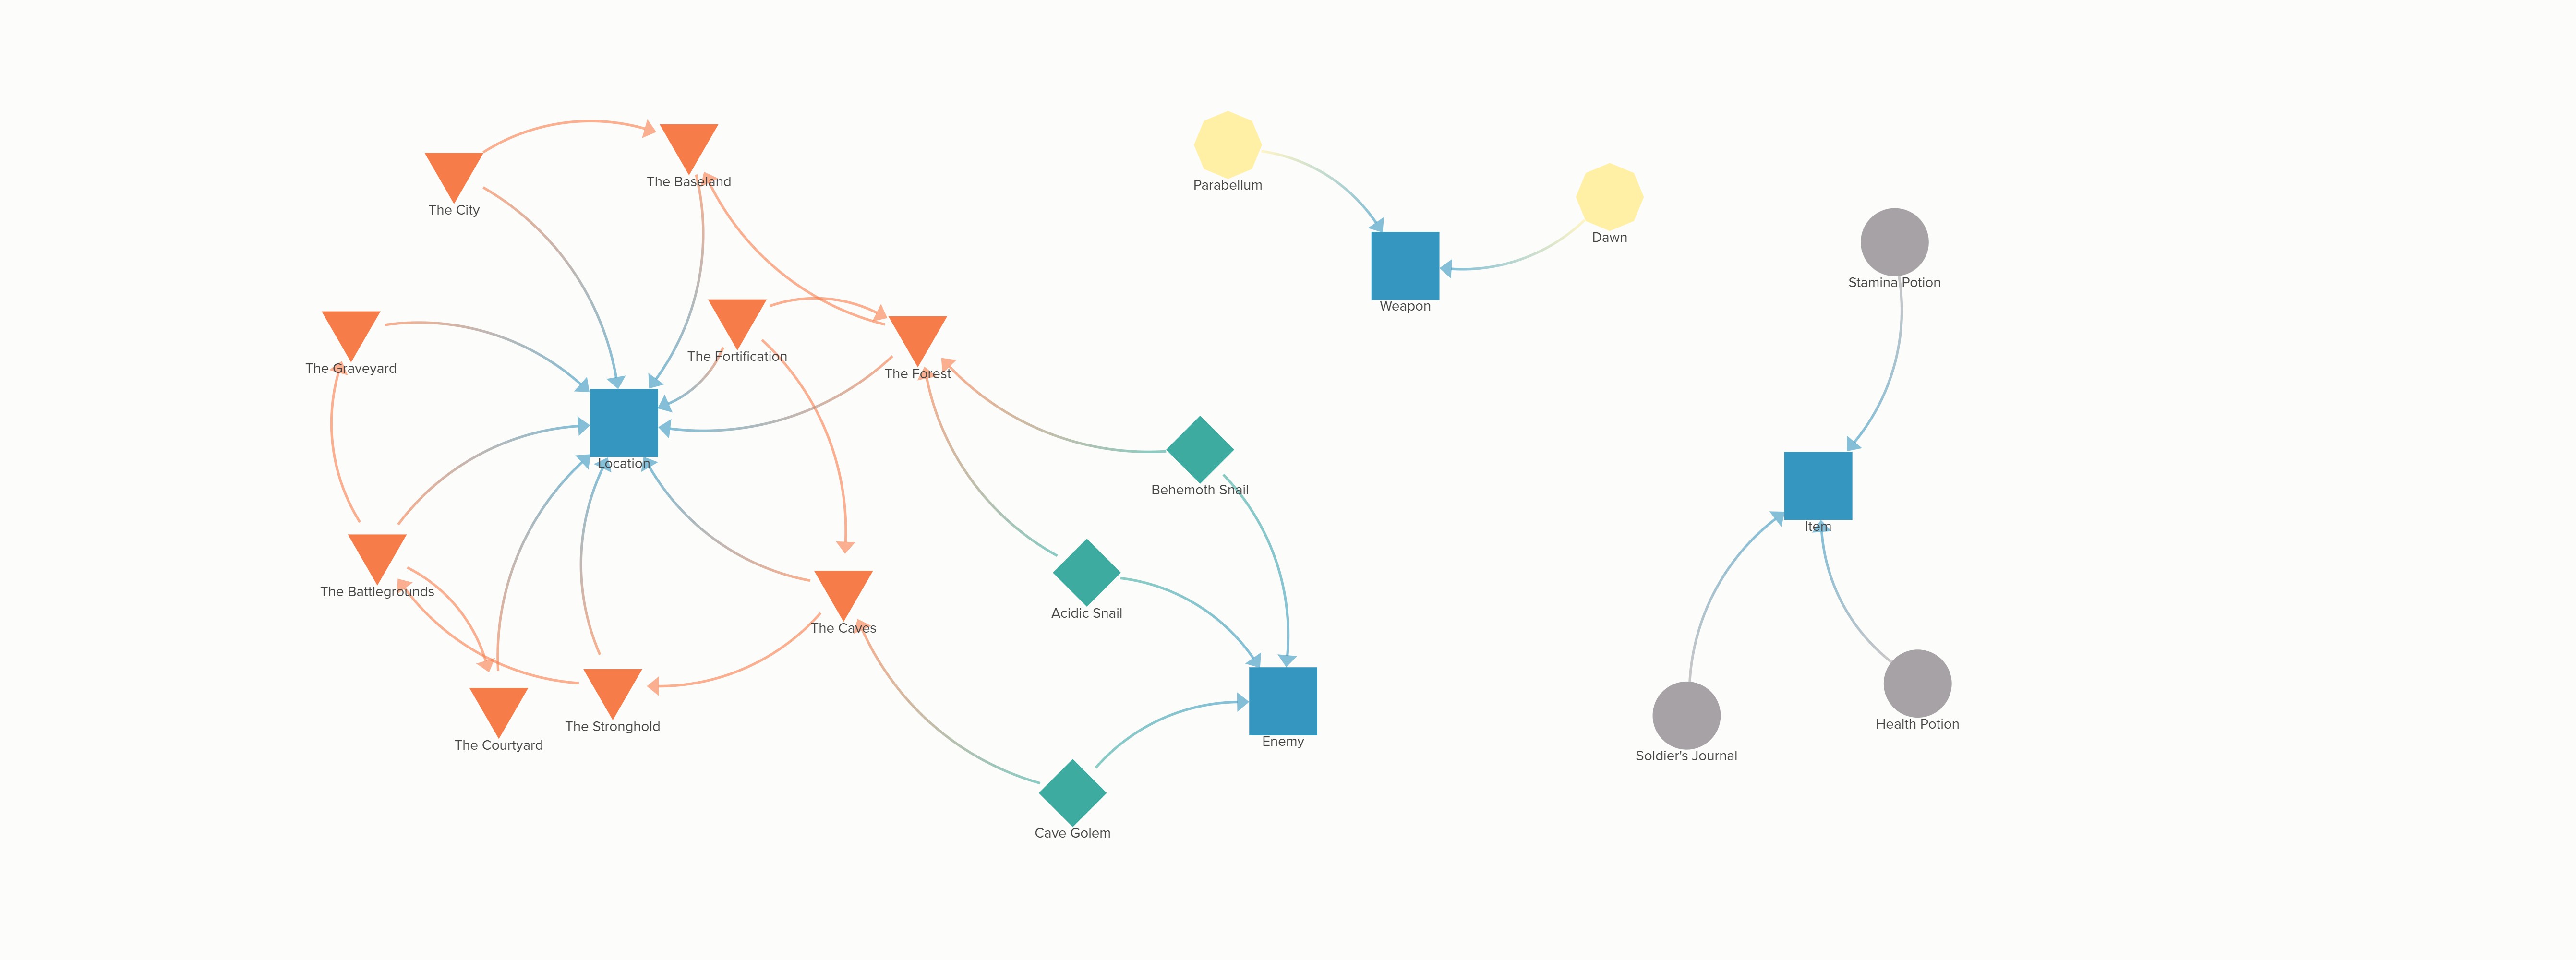 The City
The Baseland
The Graveyard
The Fortification
The Forest
Location
The Battlegrounds
The Caves
The Courtyard
The Stronghold
Parabellum
Dawn
Weapon
Behemoth Snail
Acidic Snail
Enemy
Cave Golem
Stamina Potion
Item
Soldier's Journal
Health Potion